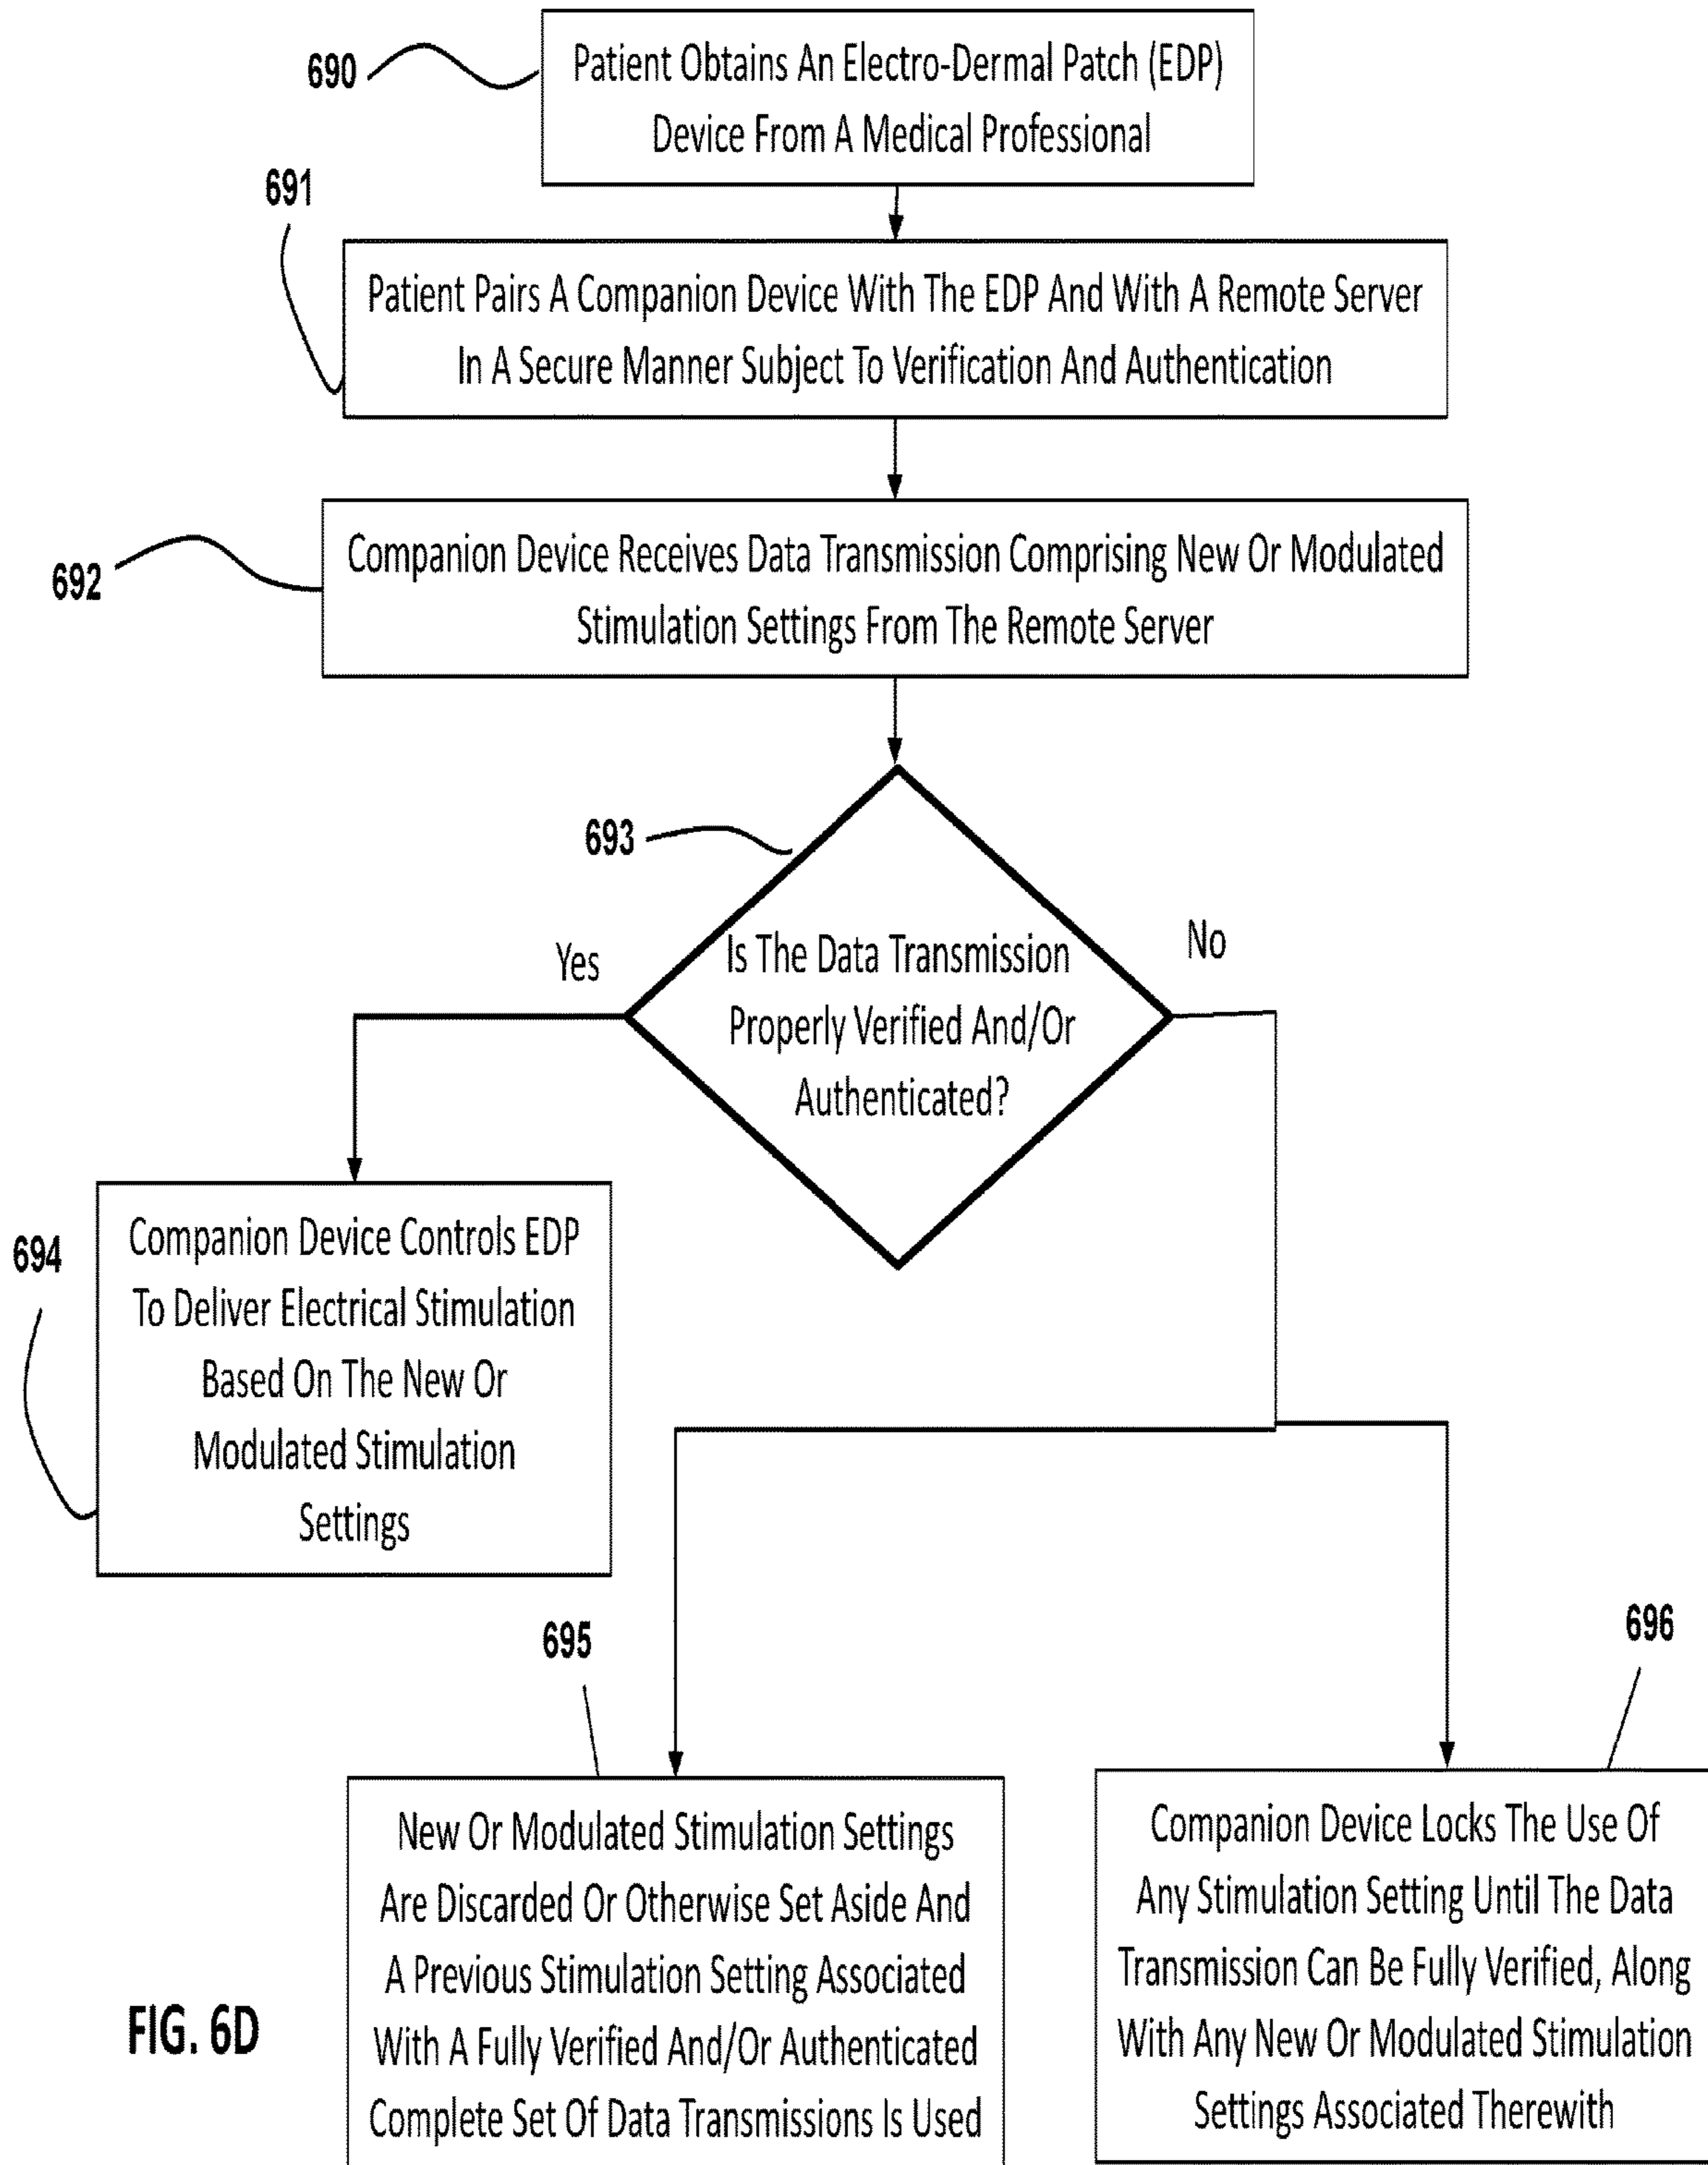 690
Patient Obtains An Electro-Dermal Patch (EDP)
Device From A Medical Professional
691
Patient Pairs A Companion Device With The EDP And With A Remote Server
In A Secure Manner Subject To Verification And Authentication
692
Companion Device Receives Data Transmission Comprising New Or Modulated
Stimulation Settings From The Remote Server
693
Yes
No
Is The Data Transmission
Properly Verified And/Or
Authenticated?
694
Companion Device Controls EDP
To Deliver Electrical Stimulation
Based On The New Or
Modulated Stimulation
Settings
695
New Or Modulated Stimulation Settings
Are Discarded Or Otherwise Set Aside And
A Previous Stimulation Setting Associated
With A Fully Verified And/Or Authenticated
Complete Set Of Data Transmissions Is Used
696
Companion Device Locks The Use Of
Any Stimulation Setting Until The Data
Transmission Can Be Fully Verified, Along
With Any New Or Modulated Stimulation
Settings Associated Therewith
FIG. 6D